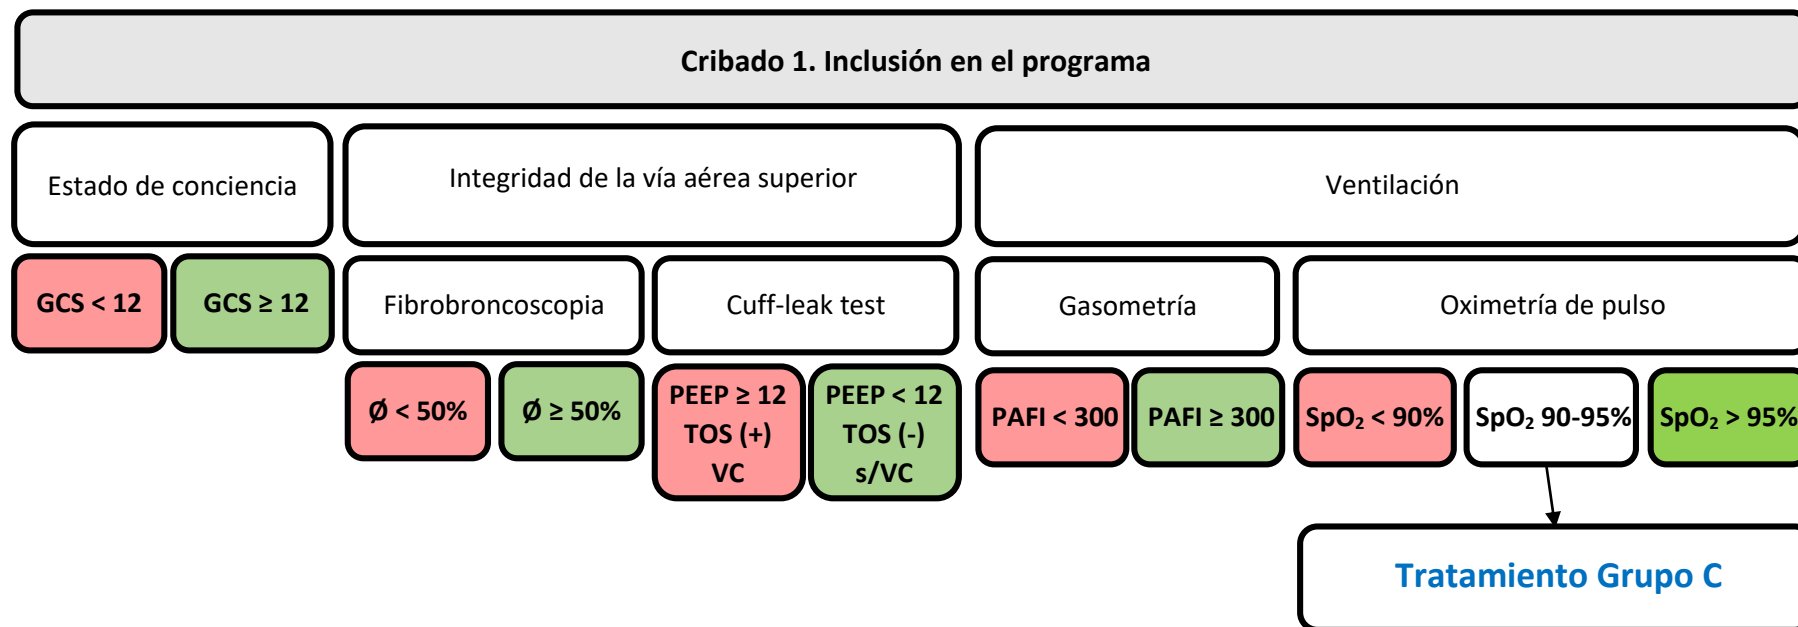 Cribado 1. Inclusión en el programa
Estado de conciencia
Integridad de la vía aérea superior
Ventilación
GCS < 12
GCS ≥ 12
Fibrobroncoscopia
Cuff-leak test
Gasometría
Oximetría de pulso
Ø < 50%
Ø ≥ 50%
PEEP ≥ 12
TOS (+)
VC
PEEP < 12
TOS (-)
s/VC
PAFI < 300
PAFI ≥ 300
SpO₂ < 90%
SpO₂ 90-95%
SpO₂ > 95%
Tratamiento Grupo C